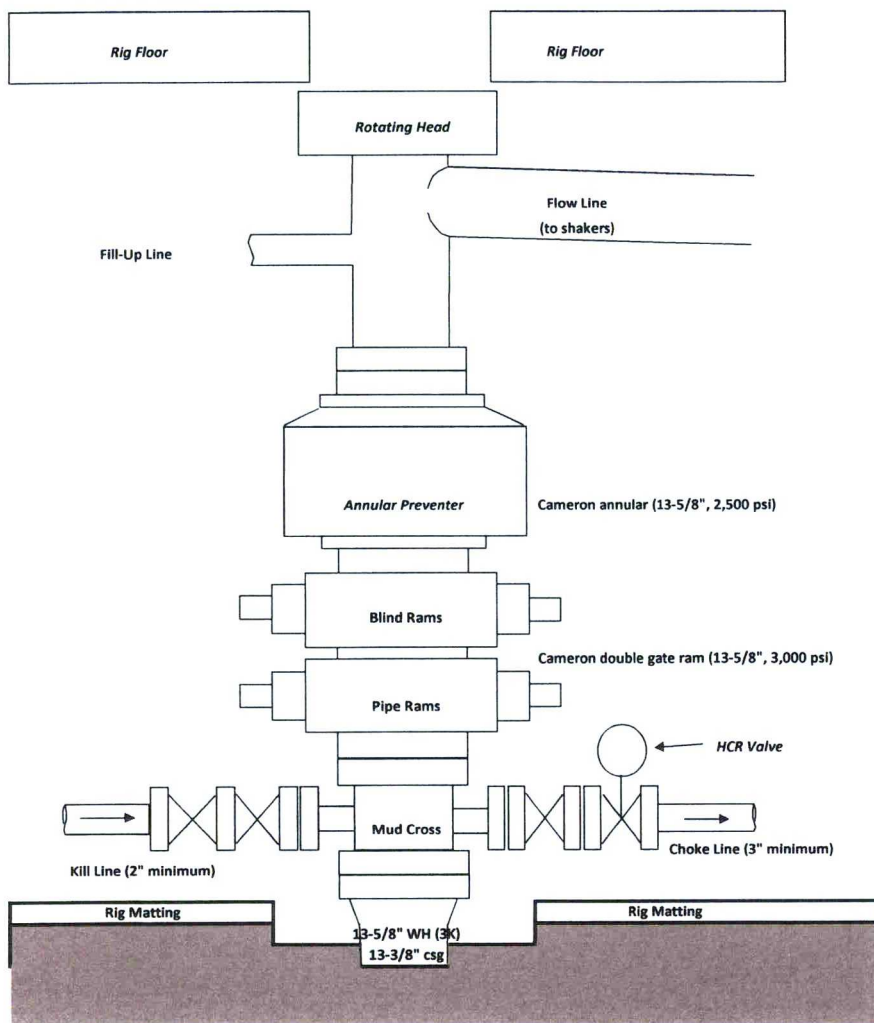 Rig Floor
Rig Floor
Rotating Head
Flow Line
(to shakers)
Fill-Up Line
Annular Preventer
Cameron annular (13-5/8", 2,500 psi)
Blind Rams
Cameron double gate ram (13-5/8", 3,000 psi)
Pipe Rams
HCR Valve
Mud Cross
Kill Line (2" minimum)
Choke Line (3" minimum)
Rig Matting
Rig Matting
13-5/8" WH (3K)
13-3/8" csg